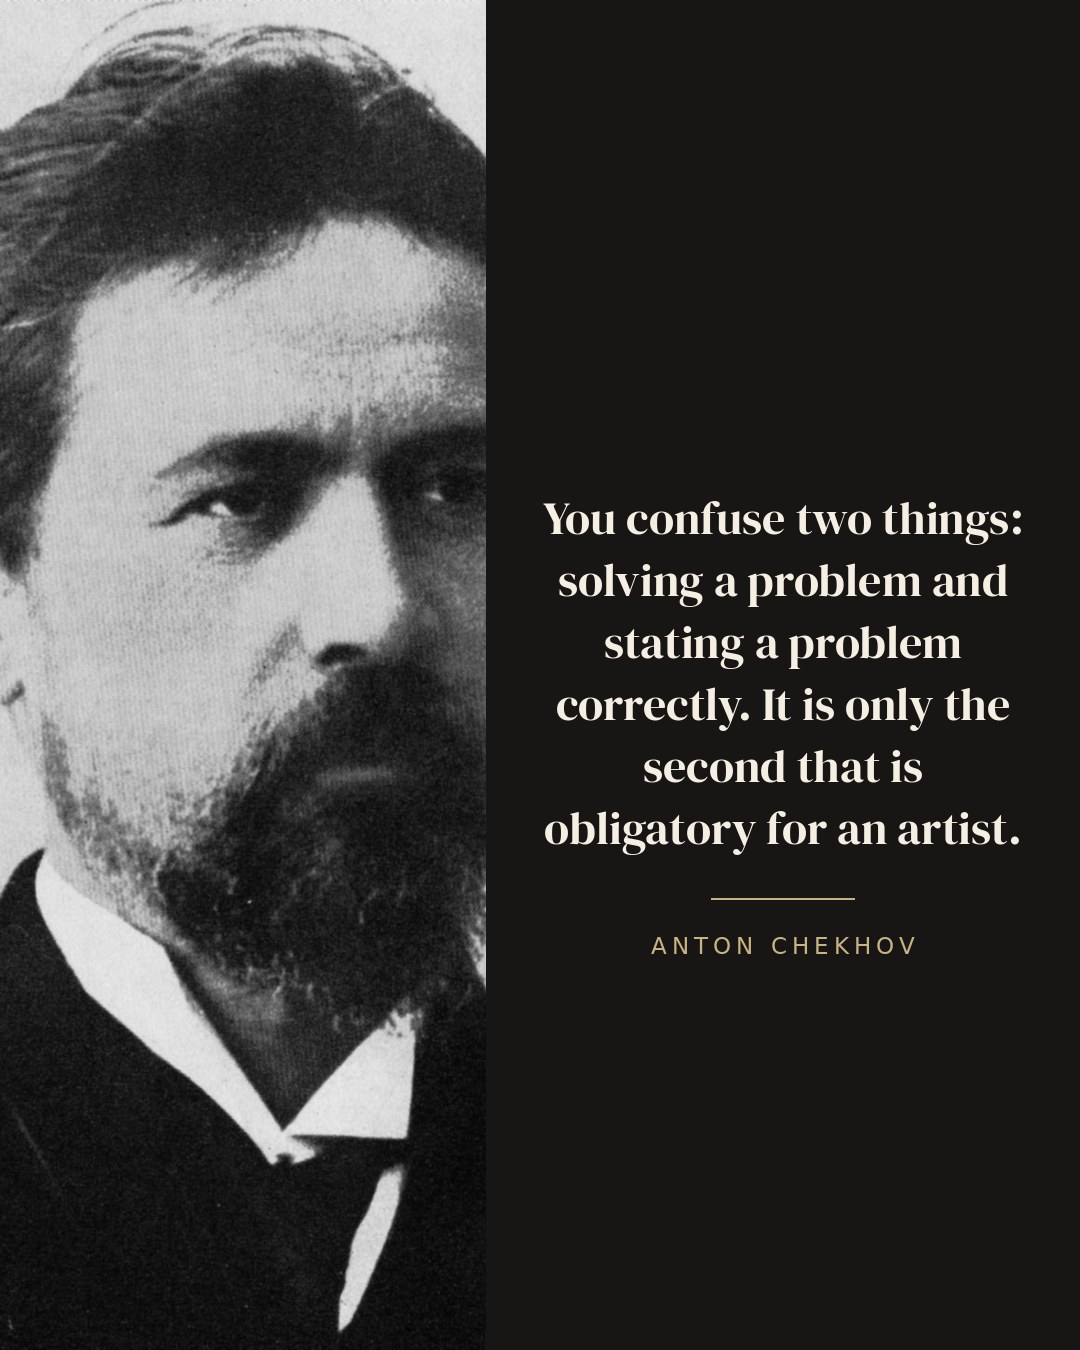 You confuse two things:
solving a problem and
stating a problem
correctly. It is only the
second that is
obligatory for an artist.
ANTON CHEKHOV